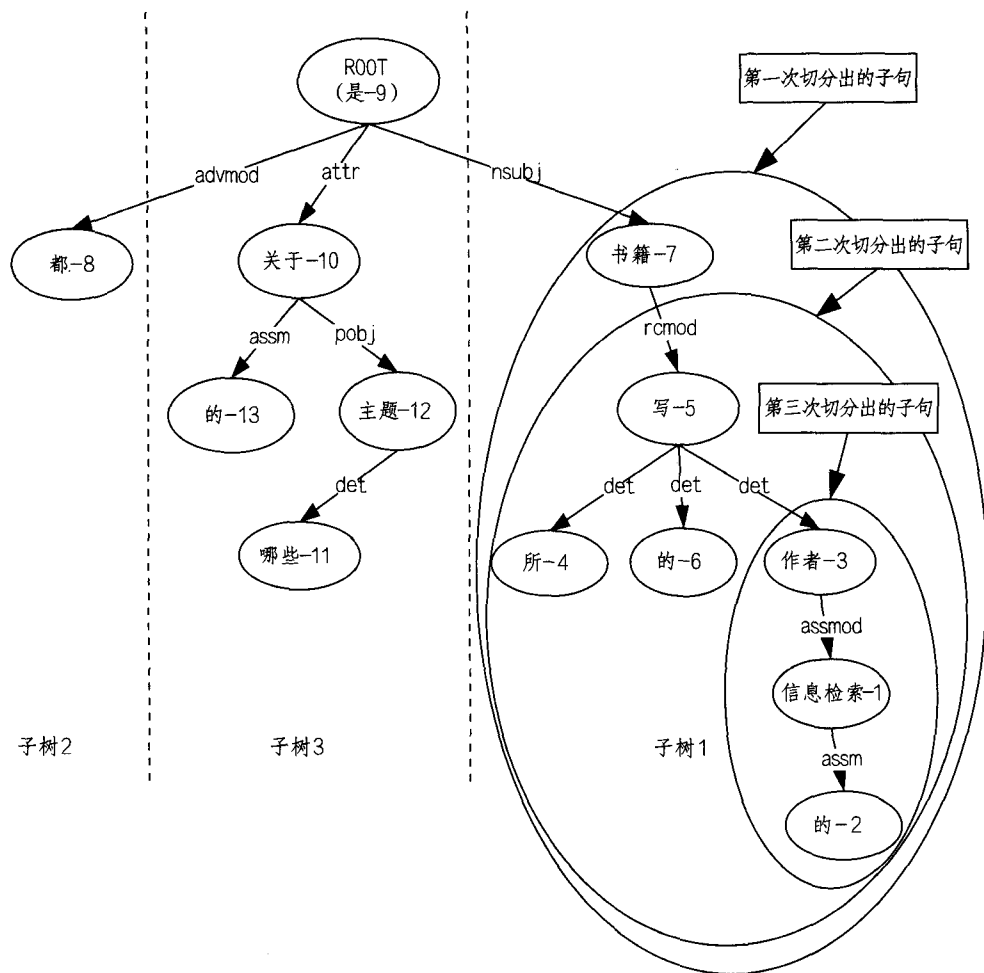 ROOT
(是-9)
第一次切分出的子句
advmod
attr
nsubj
都-8
关于-10
书籍-7
第二次切分出的子句
assm
pobj
rcmod
的-13
主题-12
写-5
第三次切分出的子句
det
det
det
det
哪些-11
所-4
的-6
作者-3
assmod
信息检索-1
子树2
子树3
子树1
assm
的-2